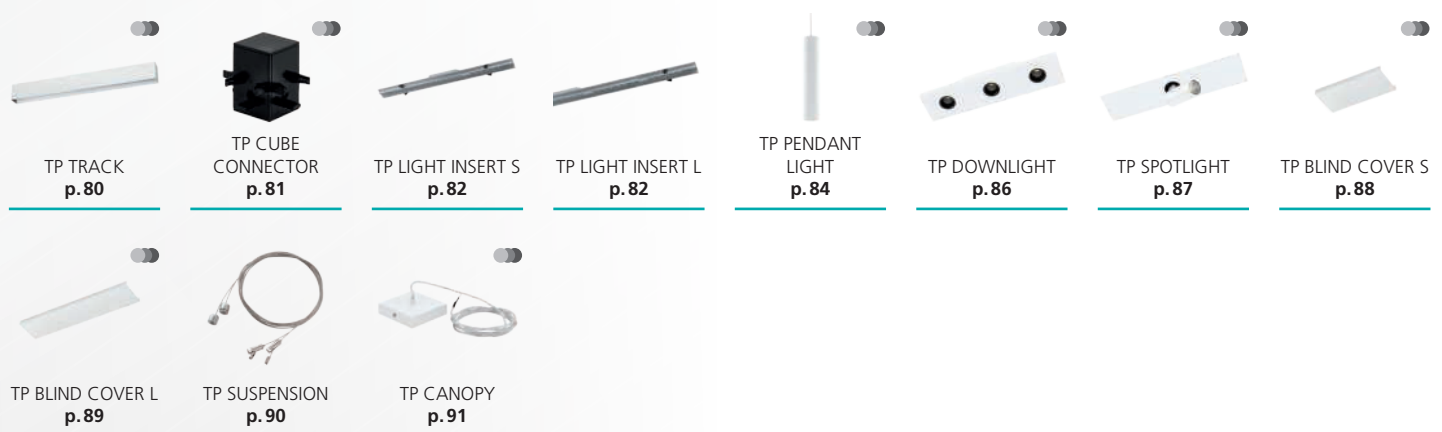 TP TRACK
p.80
TP CUBE
CONNECTOR
p.81
TP LIGHT INSERT S
p.82
TP LIGHT INSERT L
p.82
TP PENDANT
LIGHT
p.84
TP DOWNLIGHT
p.86
TP SPOTLIGHT
p.87
TP BLIND COVER S
p.88
TP BLIND COVER L
p.89
TP SUSPENSION
p.90
TP CANOPY
p.91